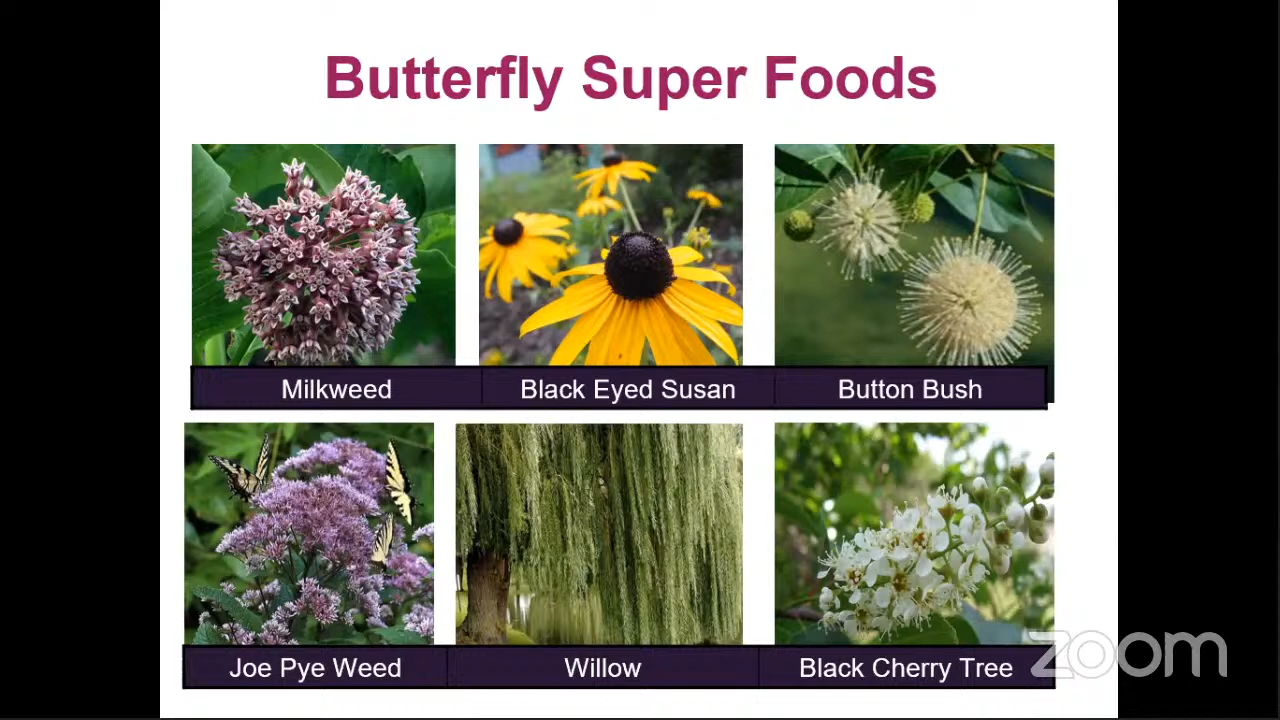 Butterfly Super Foods
Milkweed
Black Eyed Susan
Button Bush
Joe Pye Weed
Willow
Black Cherry Tree
zoom